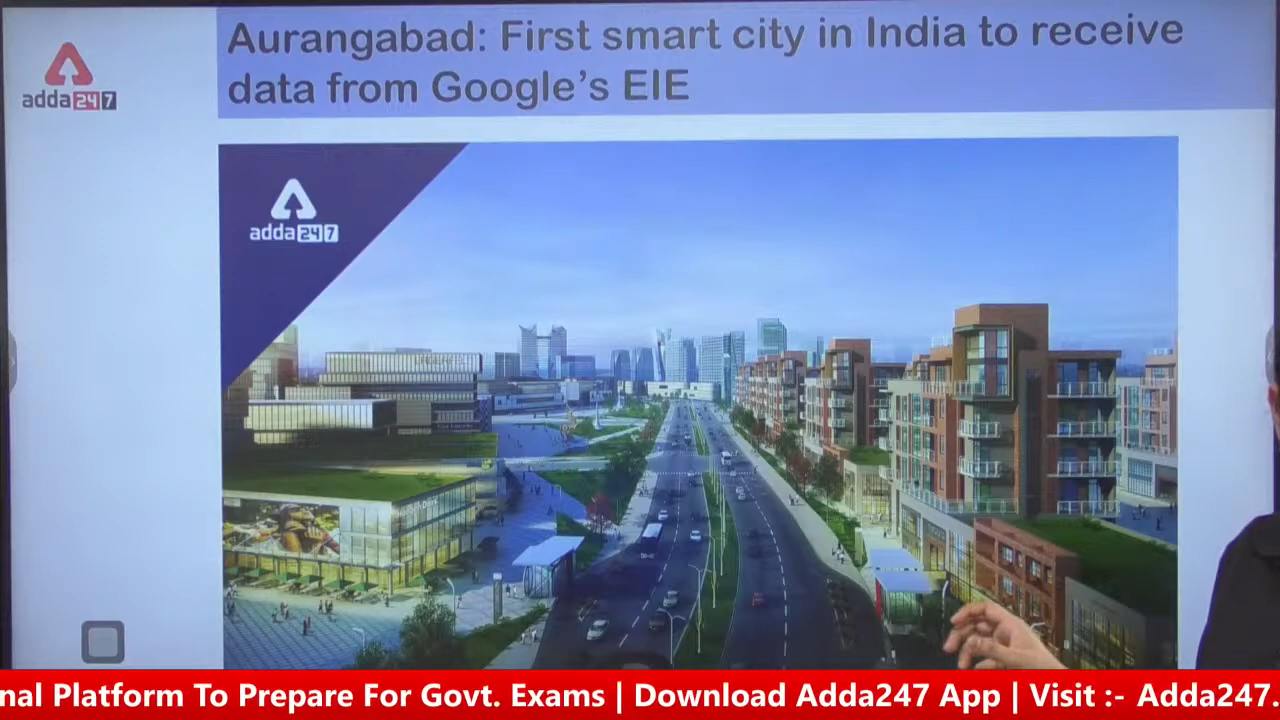 Aurangabad: First smart city in India to receive
data from Google's EIE
adda247
adda247
nal Platform To Prepare For Govt. Exams | Download Adda247 App | Visit :- Adda247.